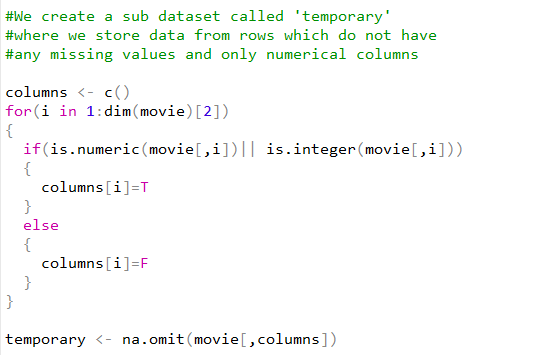 #We create a sub dataset called 'temporary'
#where we store data from rows which do not have
#any missing values and only numerical columns
columns <- c()
for(i in 1:dim(movie)[2])
{
if(is.numeric(movie[,i])|| is.integer(movie[,i]))
{
columns[i]=T
}
else
{
columns[i]=F
}
}
temporary <- na.omit(movie[,columns])